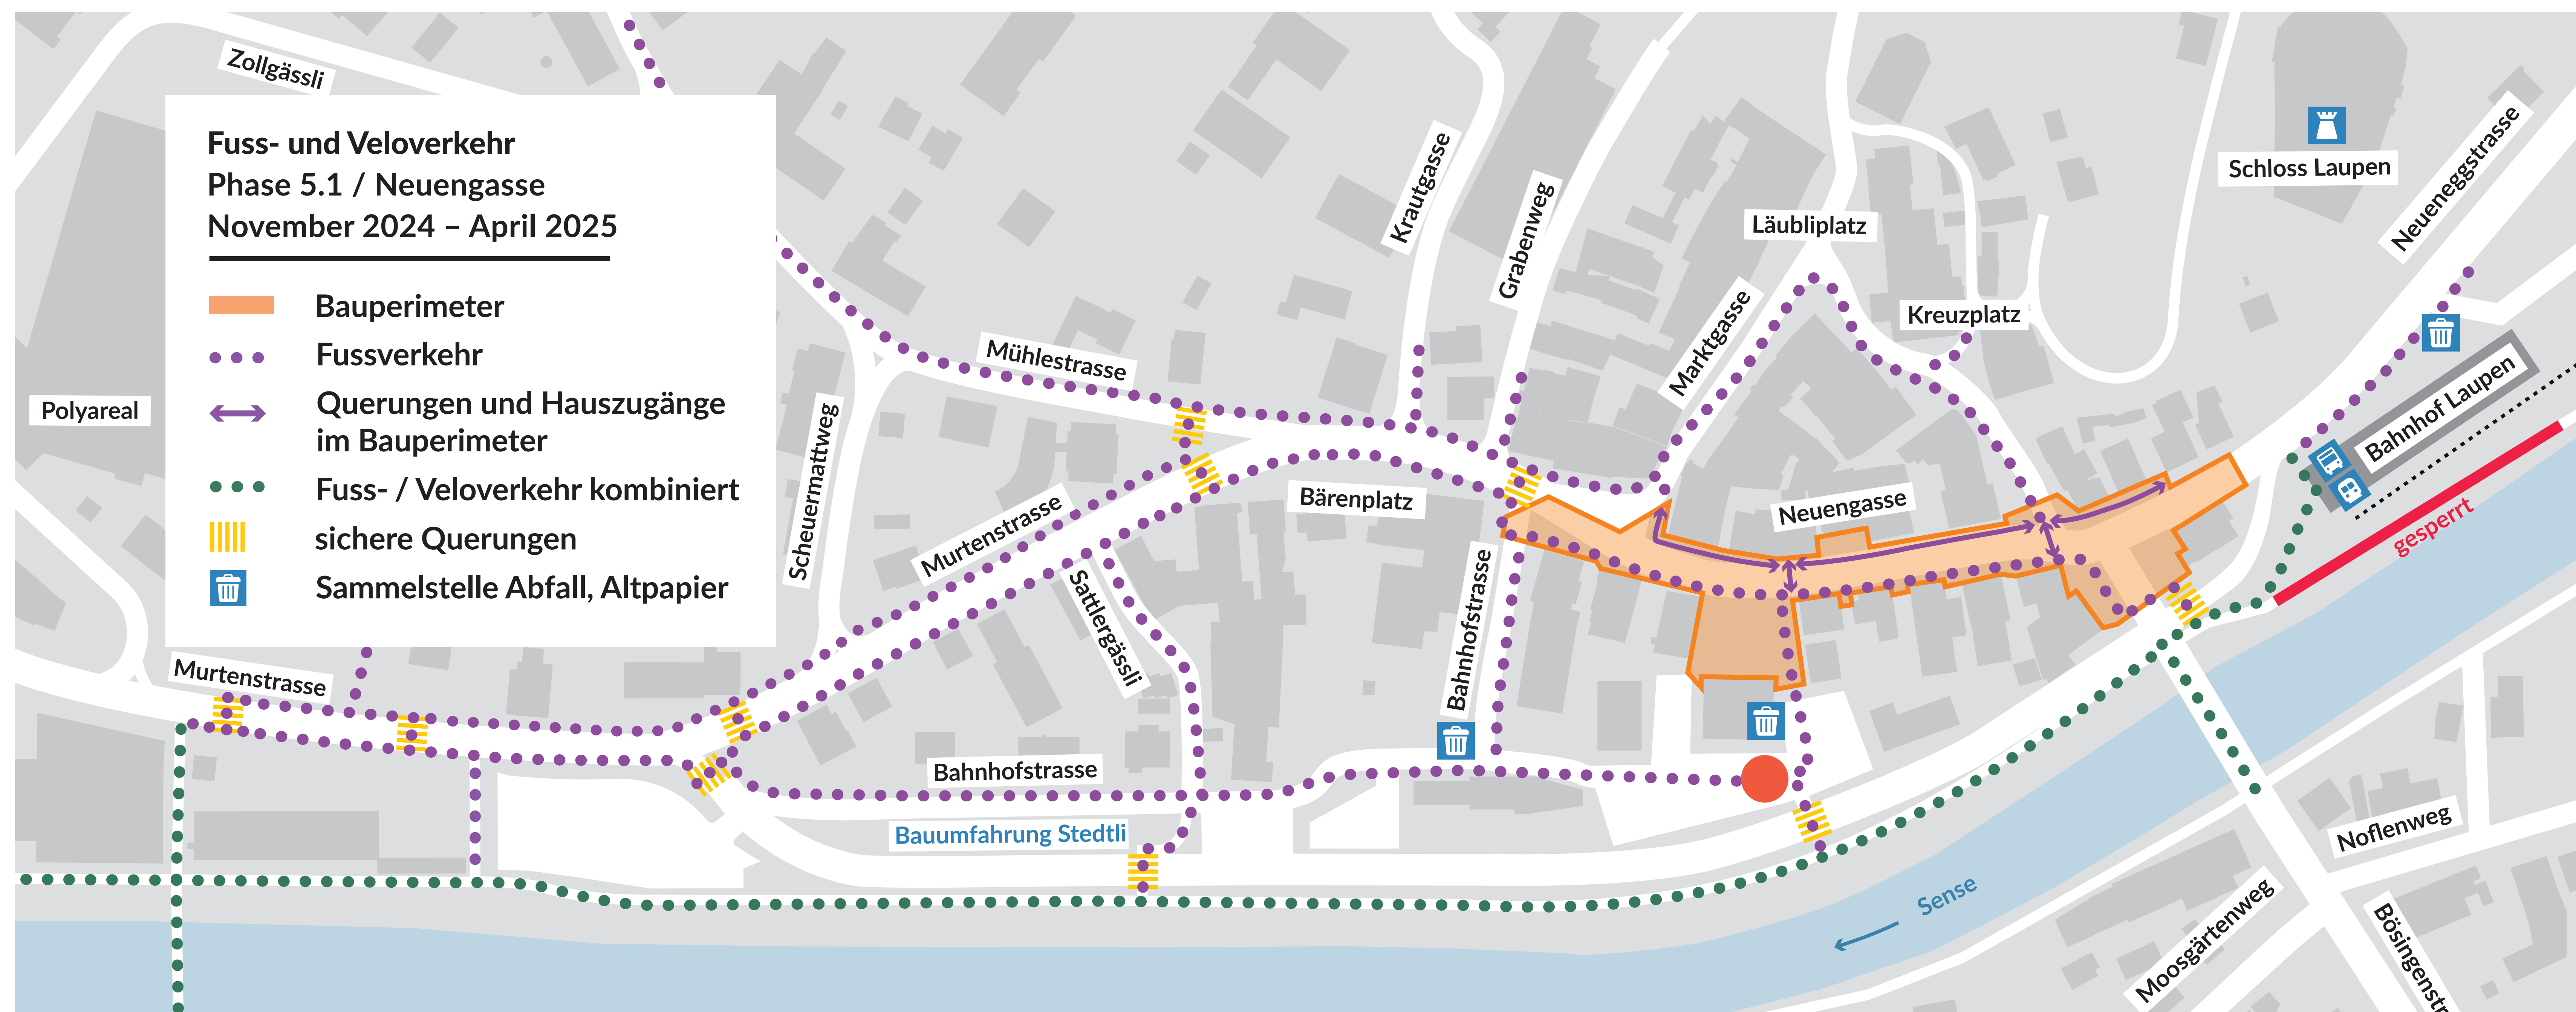 Zollgässli
Fuss- und Veloverkehr
Phase 5.1 / Neuengasse
November 2024 – April 2025
Bauperimeter
Fussverkehr
Querungen und Hauszugänge
im Bauperimeter
Fuss- / Veloverkehr kombiniert
sichere Querungen
Sammelstelle Abfall, Altpapier
Polyareal
Murtenstrasse
Scheuermattweg
Mühlestrasse
Murtenstrasse
Sattlergässli
Bahnhofstrasse
Bauumfahrung Stedtli
Krautgasse
Grabenweg
Bärenplatz
Bahnhofstrasse
Marktgasse
Läubliplatz
Kreuzplatz
Neuengasse
Schloss Laupen
Neueneggstrasse
Bahnhof Laupen
gesperrt
Sense
Noflenweg
Moosgärtenweg
Bösingenstr